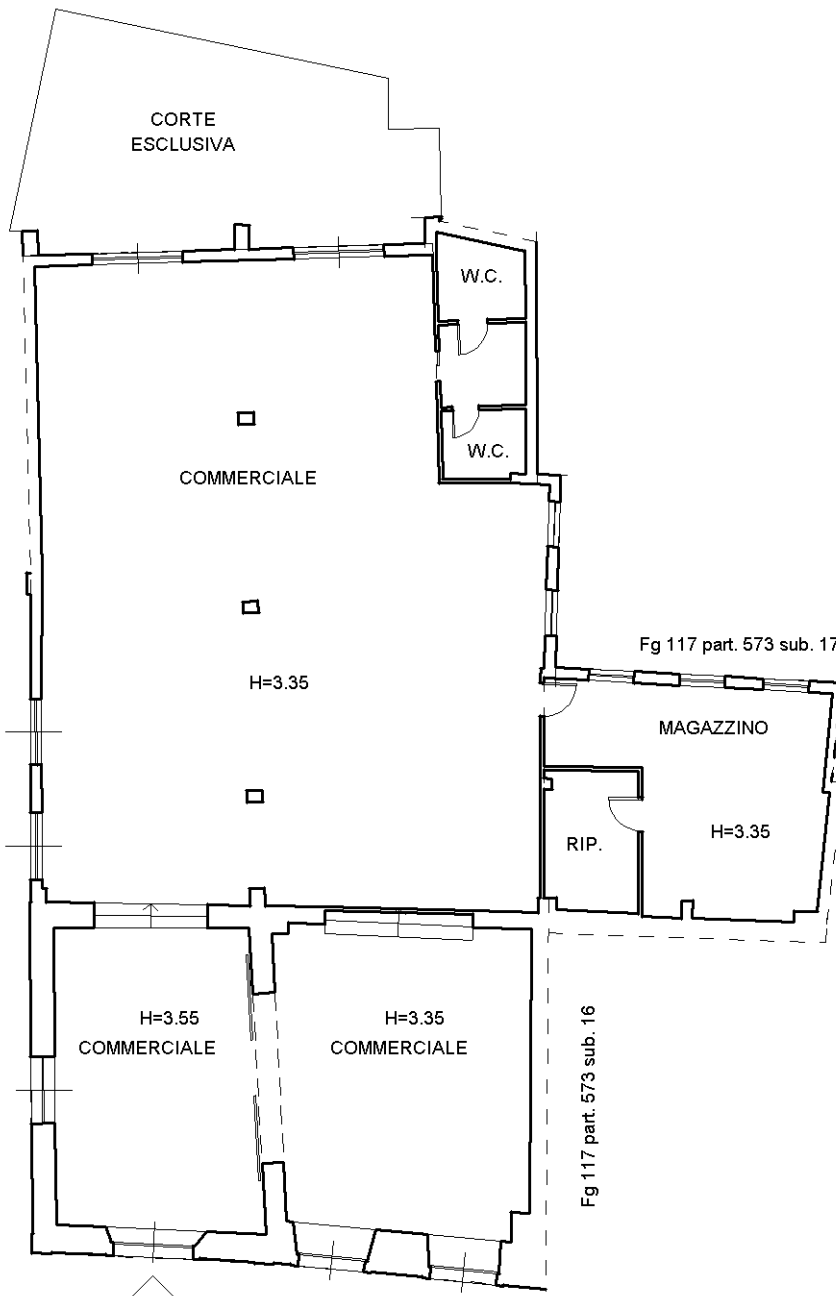 CORTE
ESCLUSIVA
W.C.
W.C.
COMMERCIALE
Fg 117 part. 573 sub. 17
H=3.35
MAGAZZINO
RIP.
H=3.35
H=3.55
COMMERCIALE
H=3.35
COMMERCIALE
Fg 117 part. 573 sub. 16